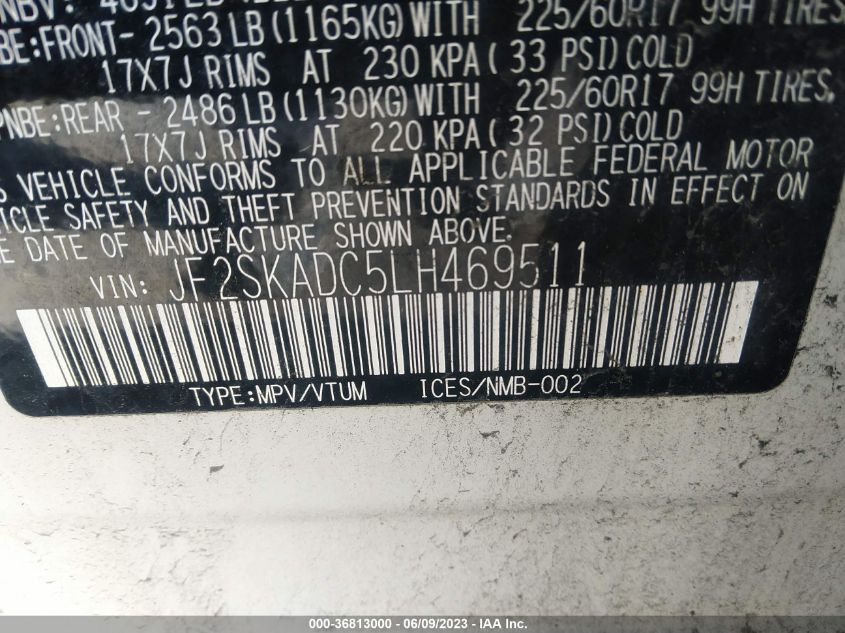 PNBE:FRONT- 2563 LB (1165KG) WITH 225/60R17 99H TIRES
17X7J RIMS AT 230 KPA ( 33 PSI) COLD
PNBE:REAR - 2486 LB (1130KG) WITH 225/60R17 99H TIRES,
17X7J RIMS AT 220 KPA ( 32 PSI) COLD
VEHICLE CONFORMS TO ALL APPLICABLE FEDERAL MOTOR
SAFETY AND THEFT PREVENTION STANDARDS IN EFFECT ON
DATE OF MANUFACTURE SHOWN ABOVE.
VIN: JF2SKADC5LH469511
TYPE:MPV/VTUM ICES/NMB-002
000-36813000 - 06/09/2023 - IAA Inc.